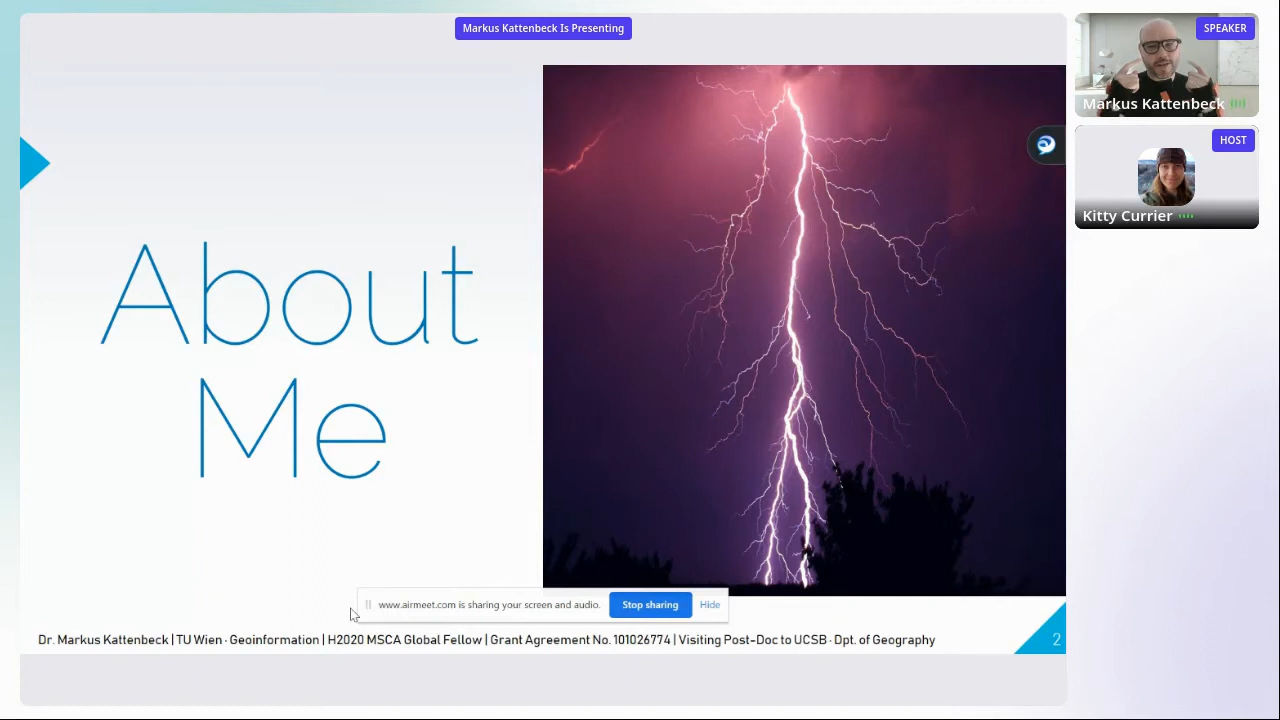 Markus Kattenbeck Is Presenting
SPEAKER
Markus Kattenbeck
HOST
Kitty Currier
About
Me
www.airmeet.com is sharing your screen and audio.
Stop sharing
Hide
Dr. Markus Kattenbeck | TU Wien · Geoinformation | H2020 MSCA Global Fellow | Grant Agreement No. 101026774 | Visiting Post-Doc to UCSB · Dpt. of Geography
2